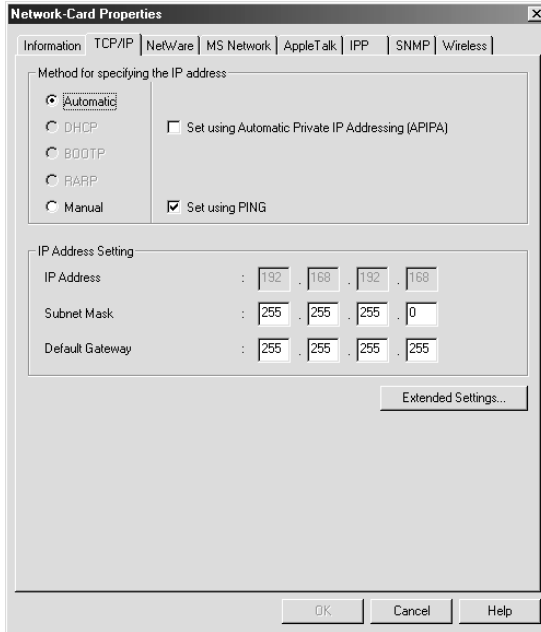 Network-Card Properties
Information TCP/IP NetWare MS Network AppleTalk IPP SNMP Wireless
Method for specifying the IP address
Automatic
DHCP Set using Automatic Private IP Addressing (APIPA)
BOOTP
RARP
Manual Set using PING
IP Address Setting
IP Address : 192 . 168 . 192 . 168
Subnet Mask : 255 . 255 . 255 . 0
Default Gateway : 255 . 255 . 255 . 255
Extended Settings...
OK Cancel Help